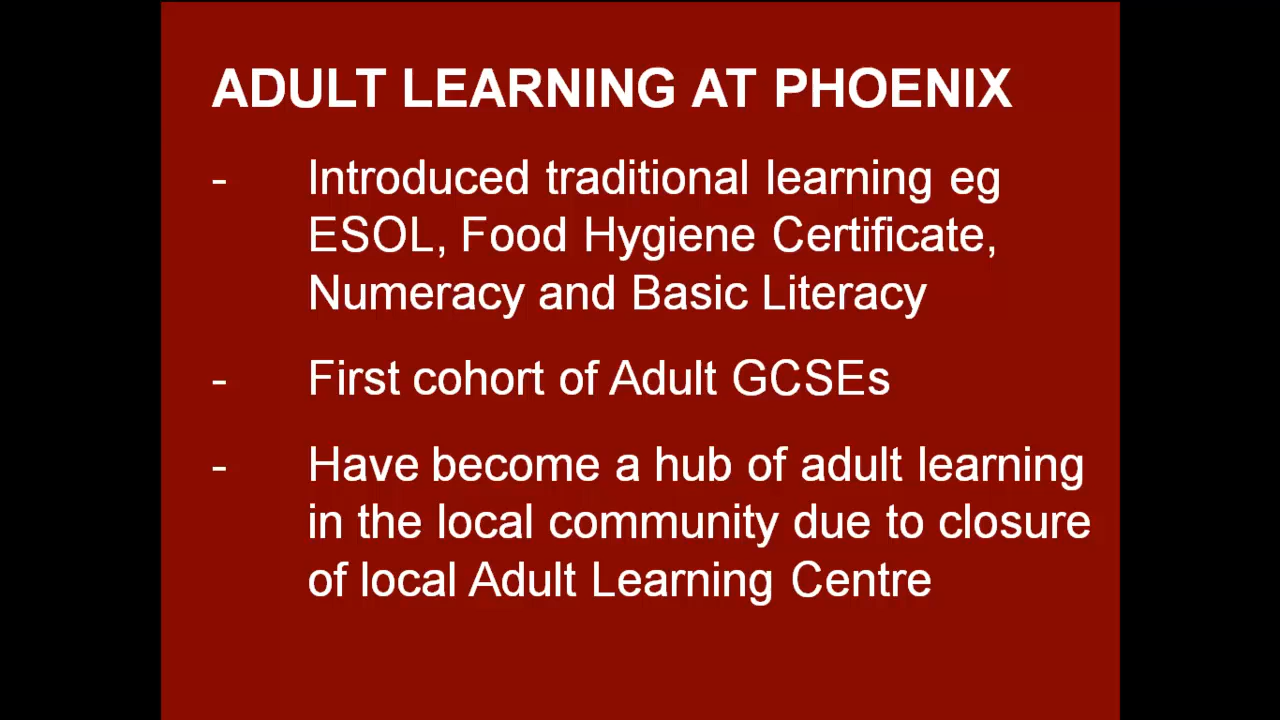 ADULT LEARNING AT PHOENIX
- Introduced traditional learning eg
ESOL, Food Hygiene Certificate,
Numeracy and Basic Literacy
- First cohort of Adult GCSEs
- Have become a hub of adult learning
in the local community due to closure
of local Adult Learning Centre